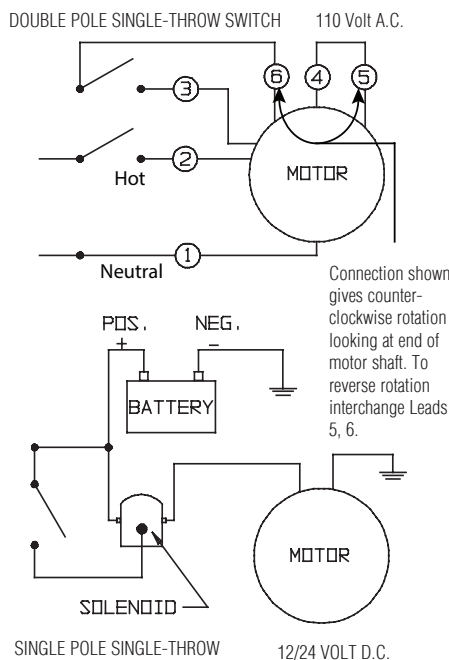 DOUBLE POLE SINGLE-THROW SWITCH
110 Volt A.C.
6
4
5
3
2
Hot
MOTOR
1
Neutral
Connection shown
gives counter-
clockwise rotation
looking at end of
motor shaft. To
reverse rotation
interchange Leads
5, 6.
POS.
NEG.
+
–
BATTERY
SOLENOID
MOTOR
SINGLE POLE SINGLE-THROW
12/24 VOLT D.C.